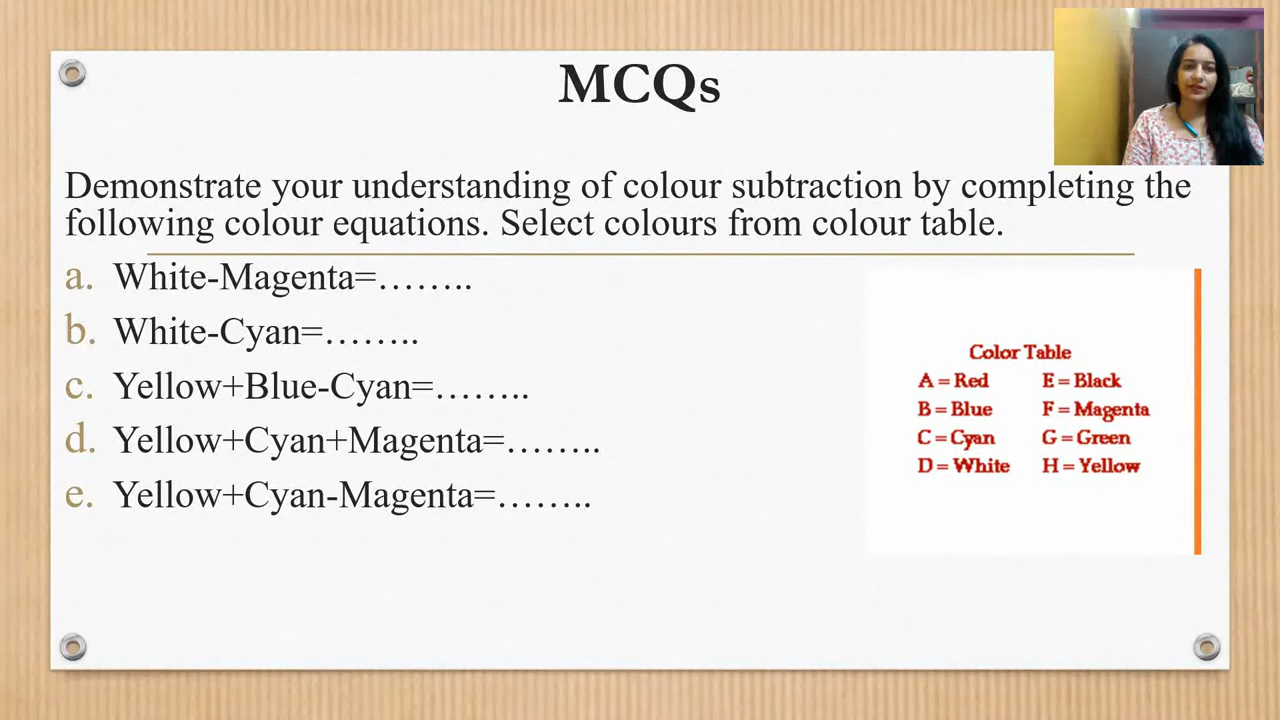 MCQs
Demonstrate your understanding of colour subtraction by completing the
following colour equations. Select colours from colour table.
a. White-Magenta=……..
b. White-Cyan=……..
c. Yellow+Blue-Cyan=……..
d. Yellow+Cyan+Magenta=……..
e. Yellow+Cyan-Magenta=……..
Color Table
A = Red E = Black
B = Blue F = Magenta
C = Cyan G = Green
D = White H = Yellow